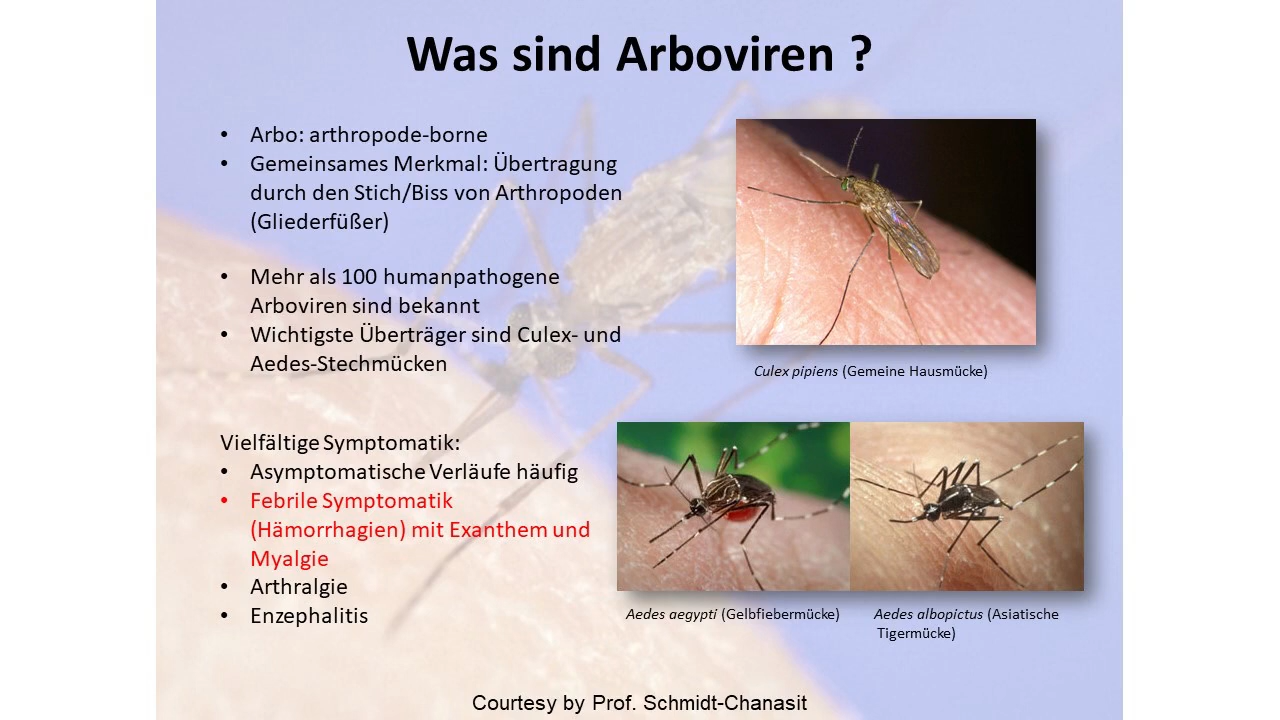 Was sind Arboviren ?
• Arbo: arthropode-borne
• Gemeinsames Merkmal: Übertragung
durch den Stich/Biss von Arthropoden
(Gliederfüßer)
• Mehr als 100 humanpathogene
Arboviren sind bekannt
• Wichtigste Überträger sind Culex- und
Aedes-Stechmücken
Vielfältige Symptomatik:
• Asymptomatische Verläufe häufig
• Febrile Symptomatik
(Hämorrhagien) mit Exanthem und
Myalgie
• Arthralgie
• Enzephalitis
Culex pipiens (Gemeine Hausmücke)
Aedes aegypti (Gelbfiebermücke)
Aedes albopictus (Asiatische
Tigermücke)
Courtesy by Prof. Schmidt-Chanasit